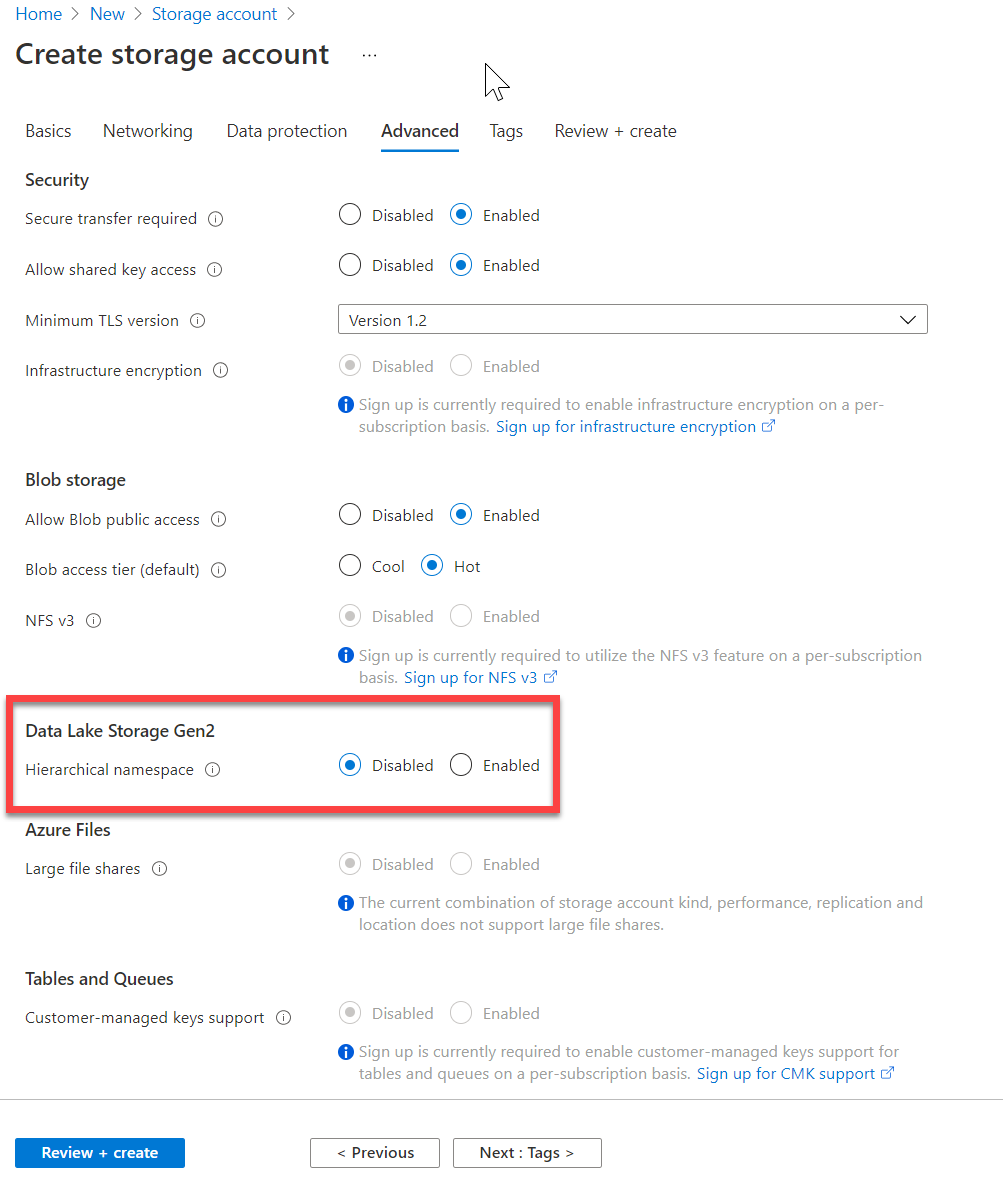 Home > New > Storage account >
Create storage account ...
Basics Networking Data protection Advanced Tags Review + create
Security
Secure transfer required Disabled Enabled
Allow shared key access Disabled Enabled
Minimum TLS version Version 1.2
Infrastructure encryption Disabled Enabled
Sign up is currently required to enable infrastructure encryption on a per-
subscription basis. Sign up for infrastructure encryption
Blob storage
Allow Blob public access Disabled Enabled
Blob access tier (default) Cool Hot
NFS v3 Disabled Enabled
Sign up is currently required to utilize the NFS v3 feature on a per-subscription
basis. Sign up for NFS v3
Data Lake Storage Gen2
Hierarchical namespace Disabled Enabled
Azure Files
Large file shares Disabled Enabled
The current combination of storage account kind, performance, replication and
location does not support large file shares.
Tables and Queues
Customer-managed keys support Disabled Enabled
Sign up is currently required to enable customer-managed keys support for
tables and queues on a per-subscription basis. Sign up for CMK support
Review + create < Previous Next : Tags >